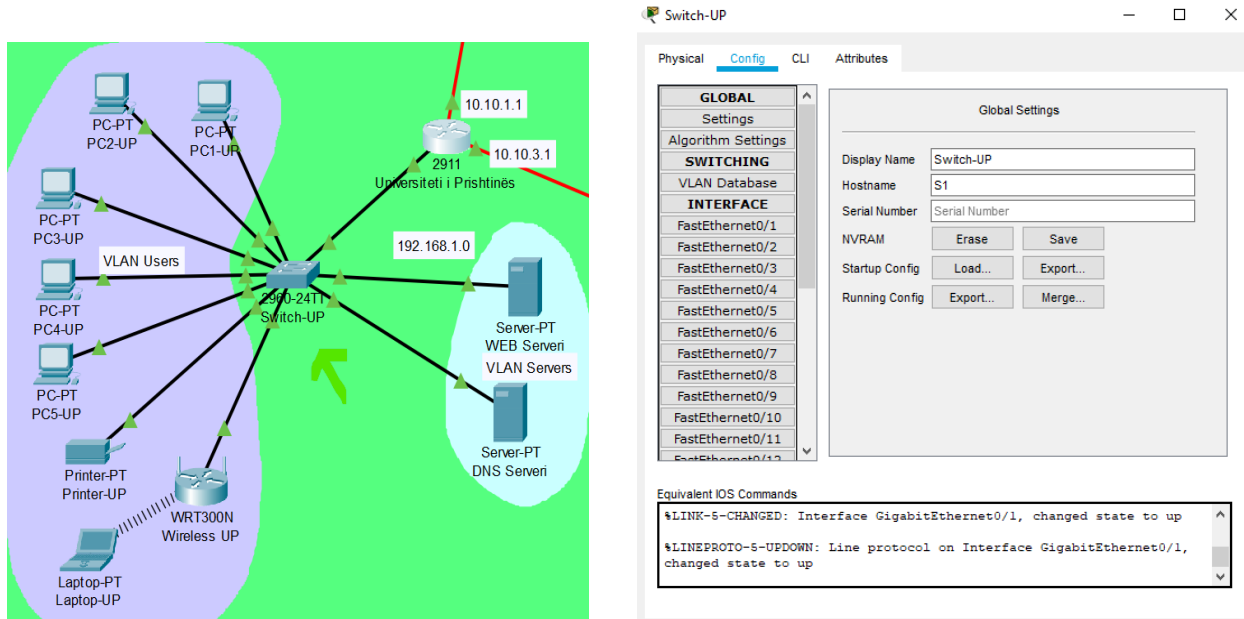 PC-PT
PC2-UP
PC-PT
PC1-UP
10.10.1.1
2911
Universiteti i Prishtinës
10.10.3.1
PC-PT
PC3-UP
VLAN Users
192.168.1.0
PC-PT
PC4-UP
2960-24TT
Switch-UP
Server-PT
WEB Serveri
VLAN Servers
PC-PT
PC5-UP
Server-PT
DNS Serveri
Printer-PT
Printer-UP
WRT300N
Wireless UP
Laptop-PT
Laptop-UP
Switch-UP
Physical Config CLI Attributes
GLOBAL
Settings
Algorithm Settings
SWITCHING
VLAN Database
INTERFACE
FastEthernet0/1
FastEthernet0/2
FastEthernet0/3
FastEthernet0/4
FastEthernet0/5
FastEthernet0/6
FastEthernet0/7
FastEthernet0/8
FastEthernet0/9
FastEthernet0/10
FastEthernet0/11
FastEthernet0/12
Global Settings
Display Name Switch-UP
Hostname S1
Serial Number Serial Number
NVRAM Erase Save
Startup Config Load... Export...
Running Config Export... Merge...
Equivalent IOS Commands
%LINK-5-CHANGED: Interface GigabitEthernet0/1, changed state to up
%LINEPROTO-5-UPDOWN: Line protocol on Interface GigabitEthernet0/1,
changed state to up